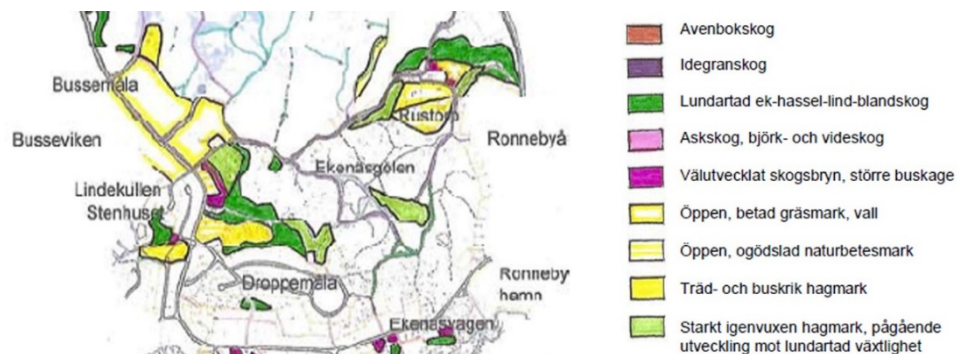 Bussemåla
Busseviken
Lindekullen
Stenhuset
Rustorp
Ronnebyå
Ekenäsgölen
Droppemåla
Ronneby
hamn
Ekenäsvägen
Avenbokskog
Idegranskog
Lundartad ek-hassel-lind-blandskog
Askskog, björk- och videskog
Välutvecklat skogsbryn, större buskage
Öppen, betad gräsmark, vall
Öppen, ogödslad naturbetesmark
Träd- och buskrik hagmark
Starkt igenvuxen hagmark, pågående
utveckling mot lundartad växtlighet